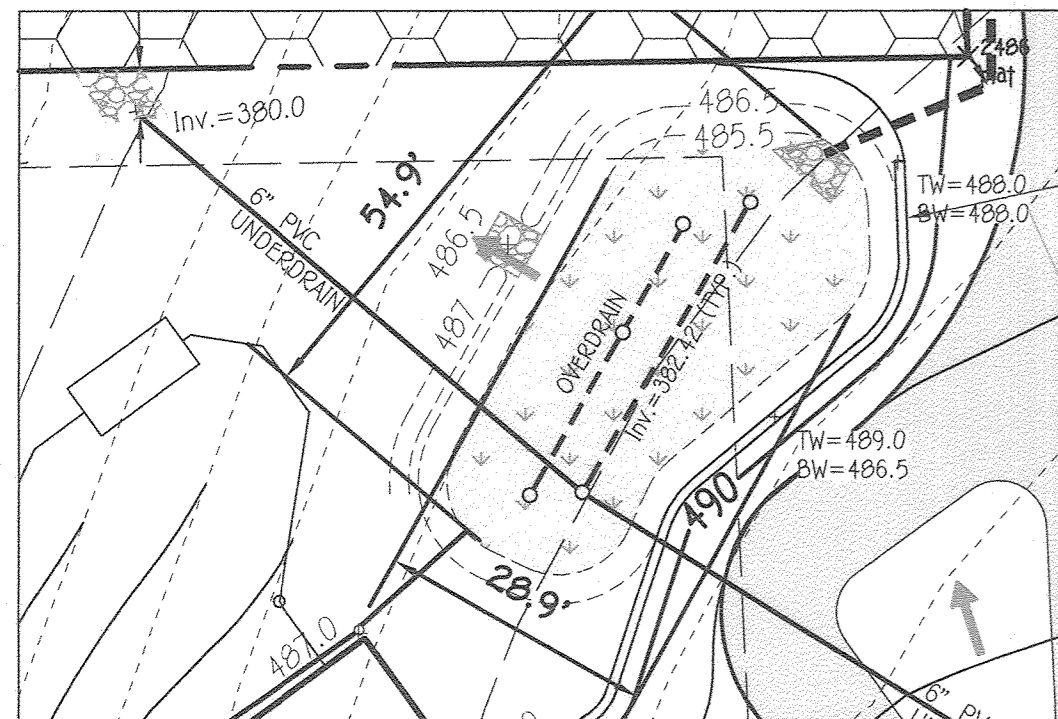 2486
Inv.=380.0
486.5
485.5
54.9'
TW=488.0
BW=488.0
6" PVC
UNDERDRAIN
486.5
487
OVERDRAIN
Inv.=382.42 (TYP.)
TW=489.0
BW=486.5
490
28.9'
487.0
6"